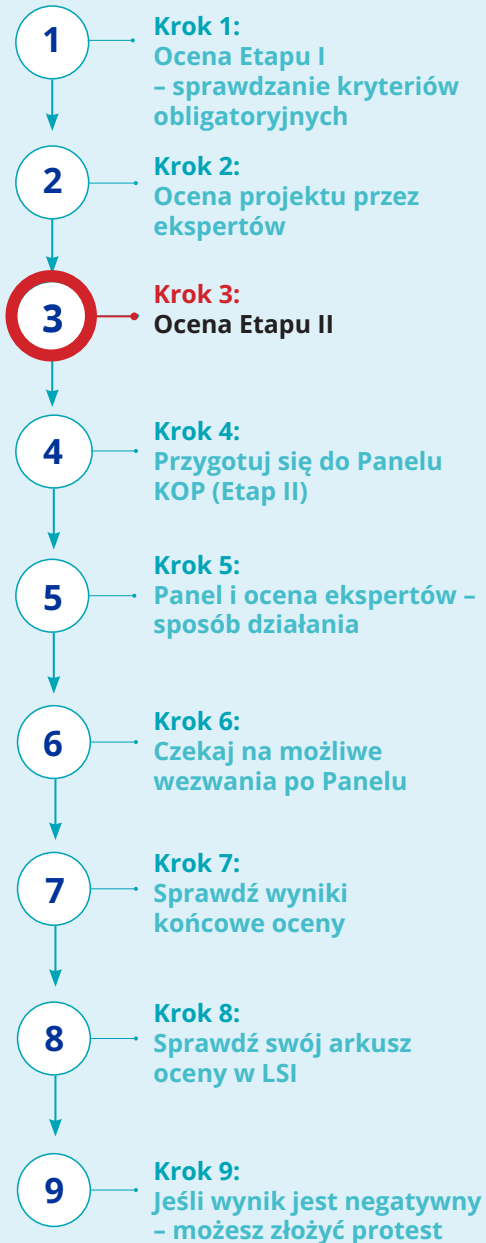 1
Krok 1:
Ocena Etapu I
– sprawdzanie kryteriów
obligatoryjnych
2
Krok 2:
Ocena projektu przez
ekspertów
3
Krok 3:
Ocena Etapu II
4
Krok 4:
Przygotuj się do Panelu
KOP (Etap II)
5
Krok 5:
Panel i ocena ekspertów –
sposób działania
6
Krok 6:
Czekaj na możliwe
wezwania po Panelu
7
Krok 7:
Sprawdź wyniki
końcowe oceny
8
Krok 8:
Sprawdź swój arkusz
oceny w LSI
9
Krok 9:
Jeśli wynik jest negatywny
– możesz złożyć protest